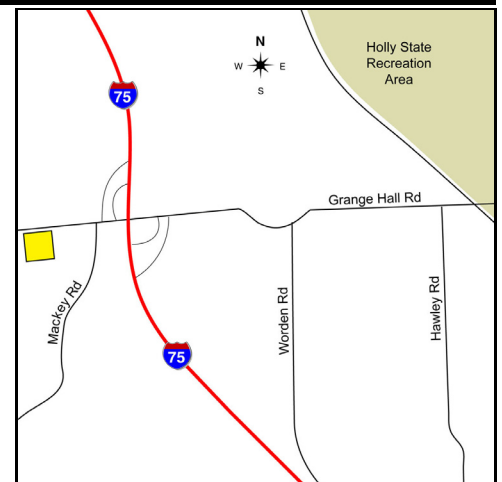 N
W
E
S
Holly State
Recreation
Area
75
Grange Hall Rd
Mackey Rd
Worden Rd
Hawley Rd
75